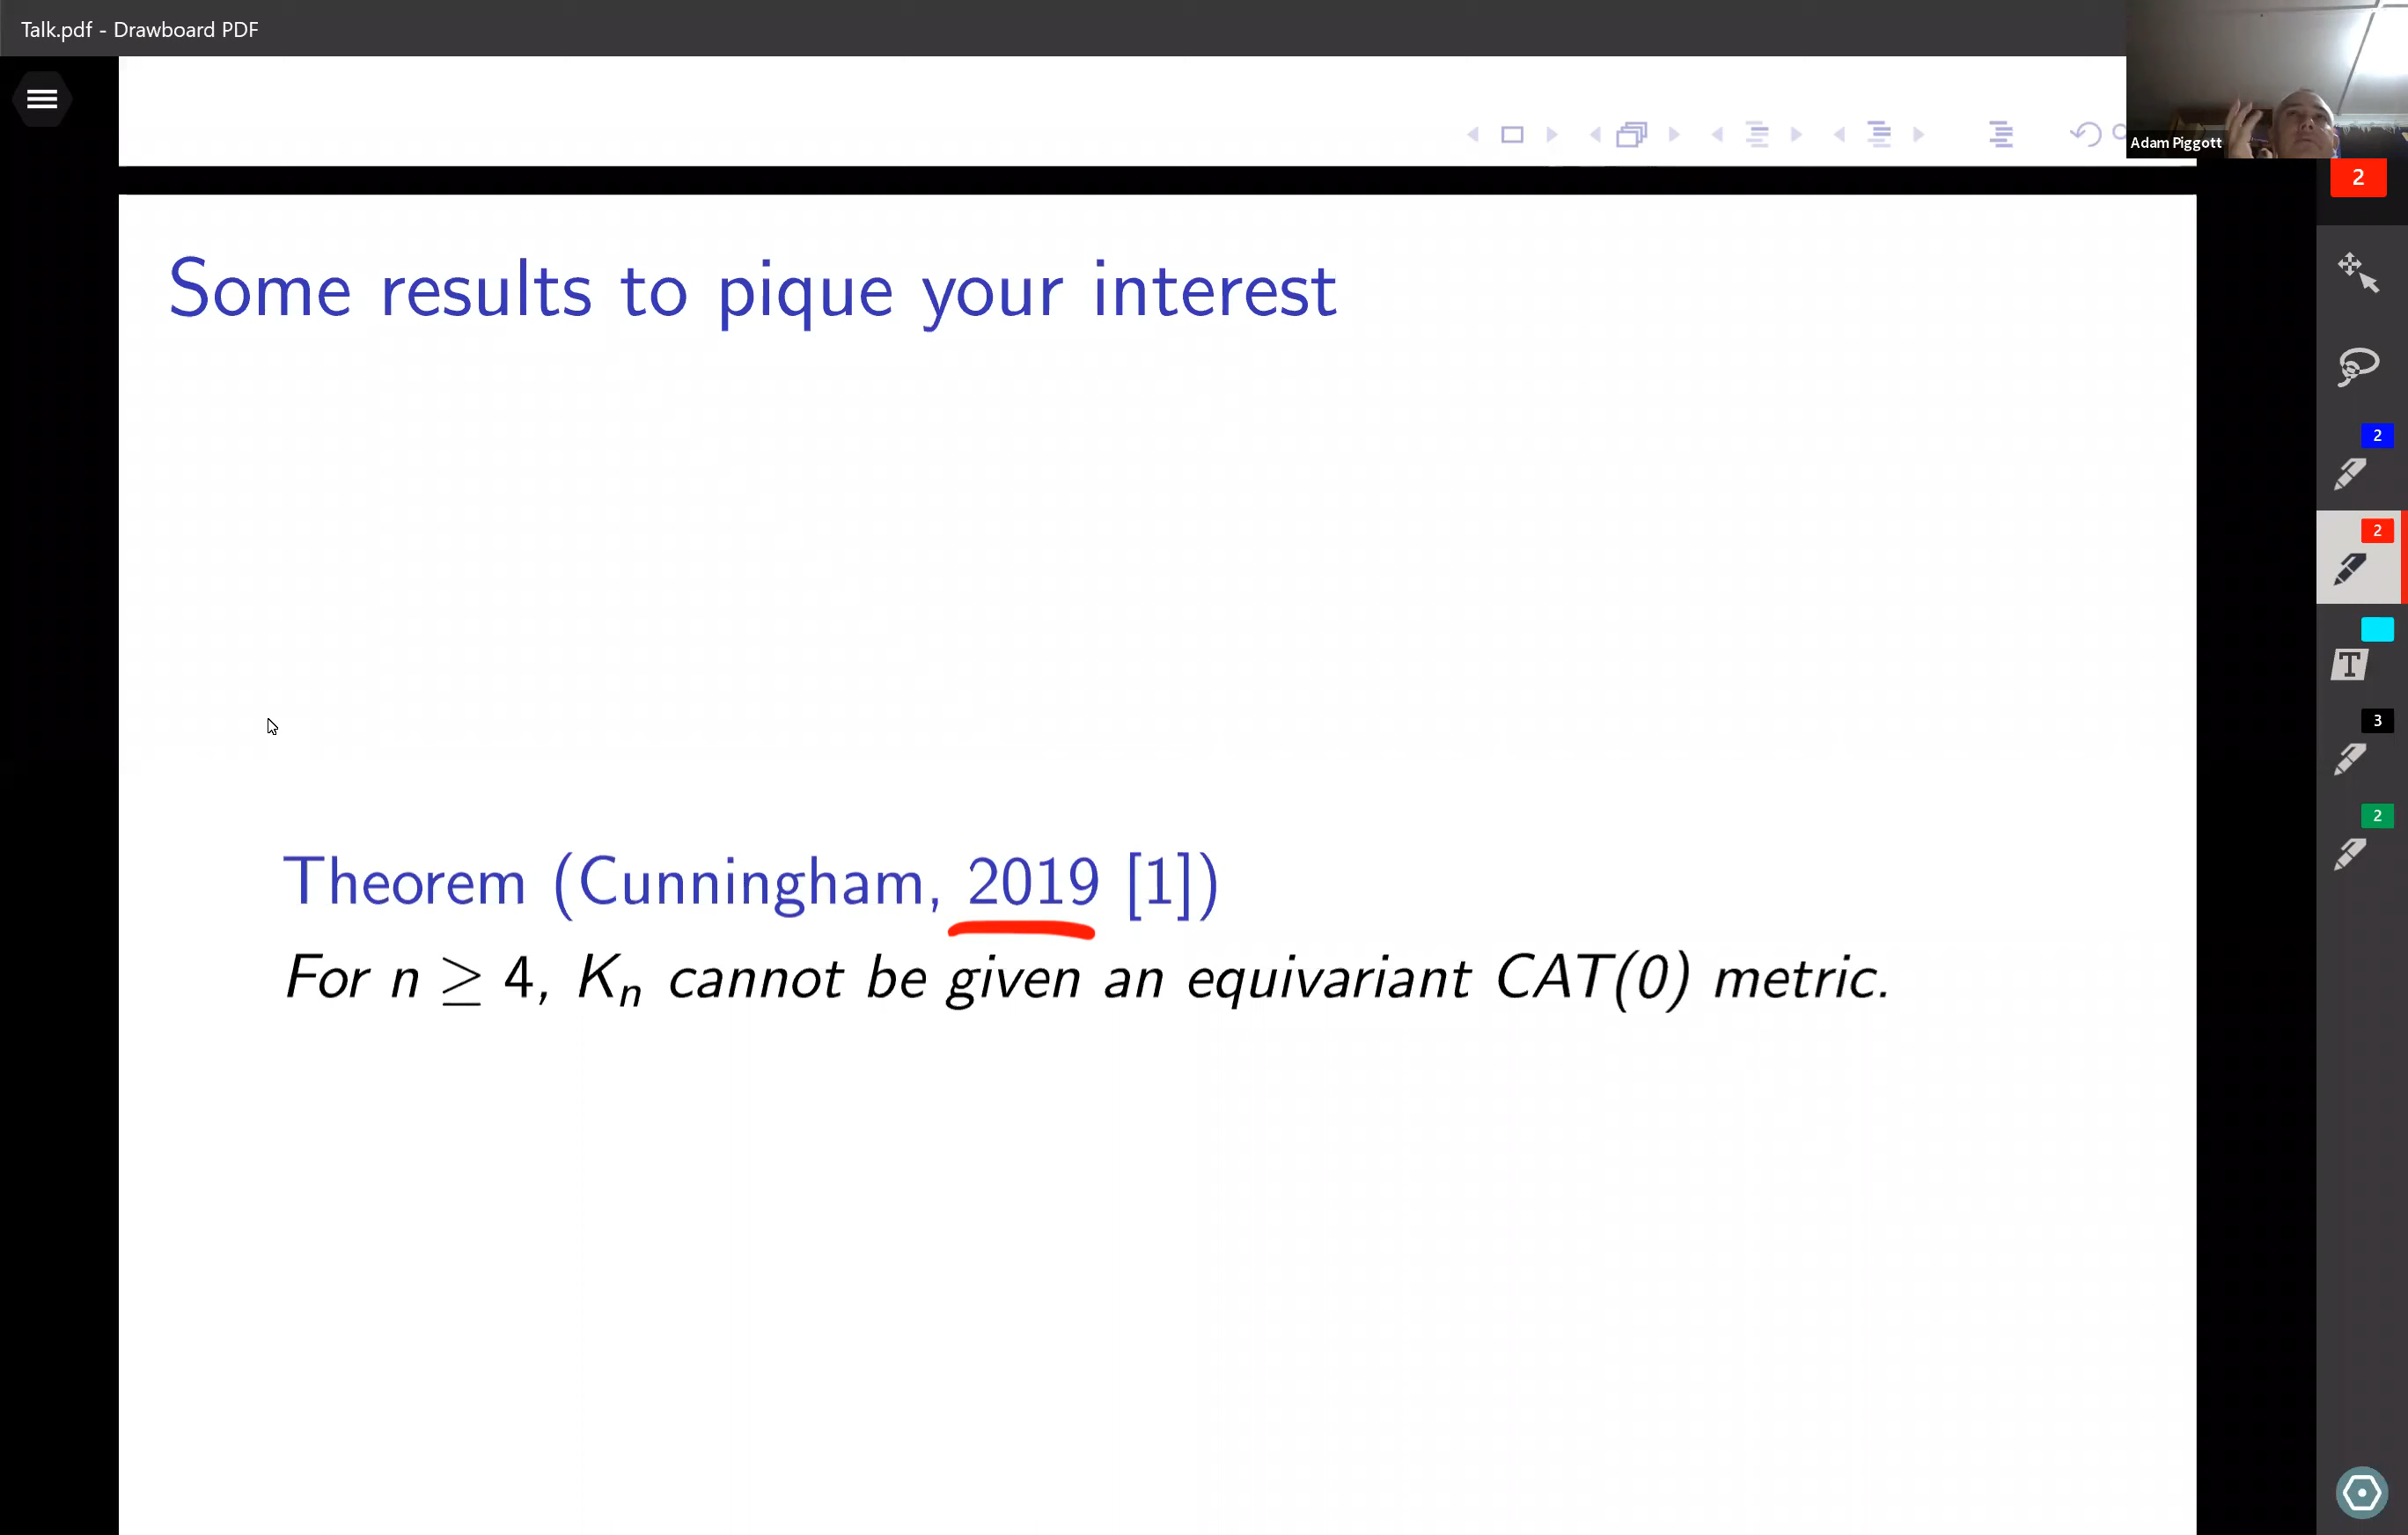 Talk.pdf - Drawboard PDF
Adam Piggott
2
Some results to pique your interest
2
2
T
3
2
Theorem (Cunningham, 2019 [1])
For n ≥ 4, Kₙ cannot be given an equivariant CAT(0) metric.